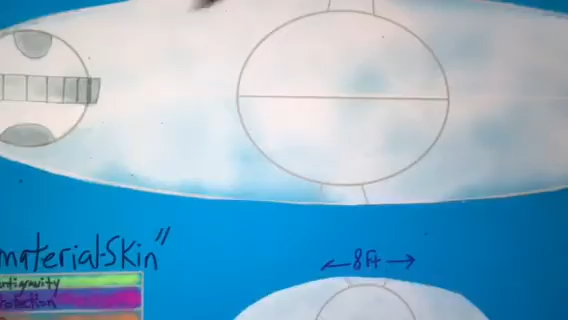 material-Skin"
← 8Ft →
antigravity
Protection